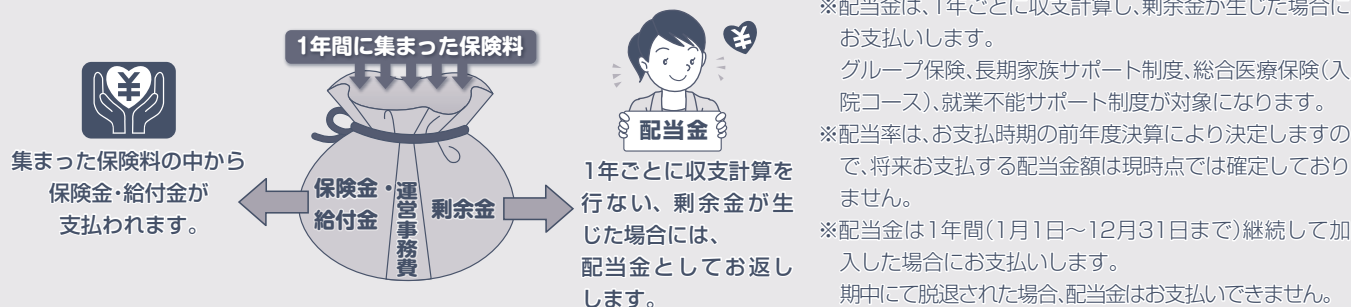 1年間に集まった保険料
¥
集まった保険料の中から
保険金・給付金が
支払われます。
保険金・
給付金
運営事務費
剰余金
¥
配当金
1年ごとに収支計算を
行ない、剰余金が生
じた場合には、
配当金としてお返し
します。
※配当金は、1年ごとに収支計算し、剰余金が生じた場合に
お支払いします。
グループ保険、長期家族サポート制度、総合医療保険(入
院コース)、就業不能サポート制度が対象になります。
※配当率は、お支払時期の前年度決算により決定しますの
で、将来お支払する配当金額は現時点では確定しており
ません。
※配当金は1年間(1月1日～12月31日まで)継続して加
入した場合にお支払いします。
期中にて脱退された場合、配当金はお支払いできません。